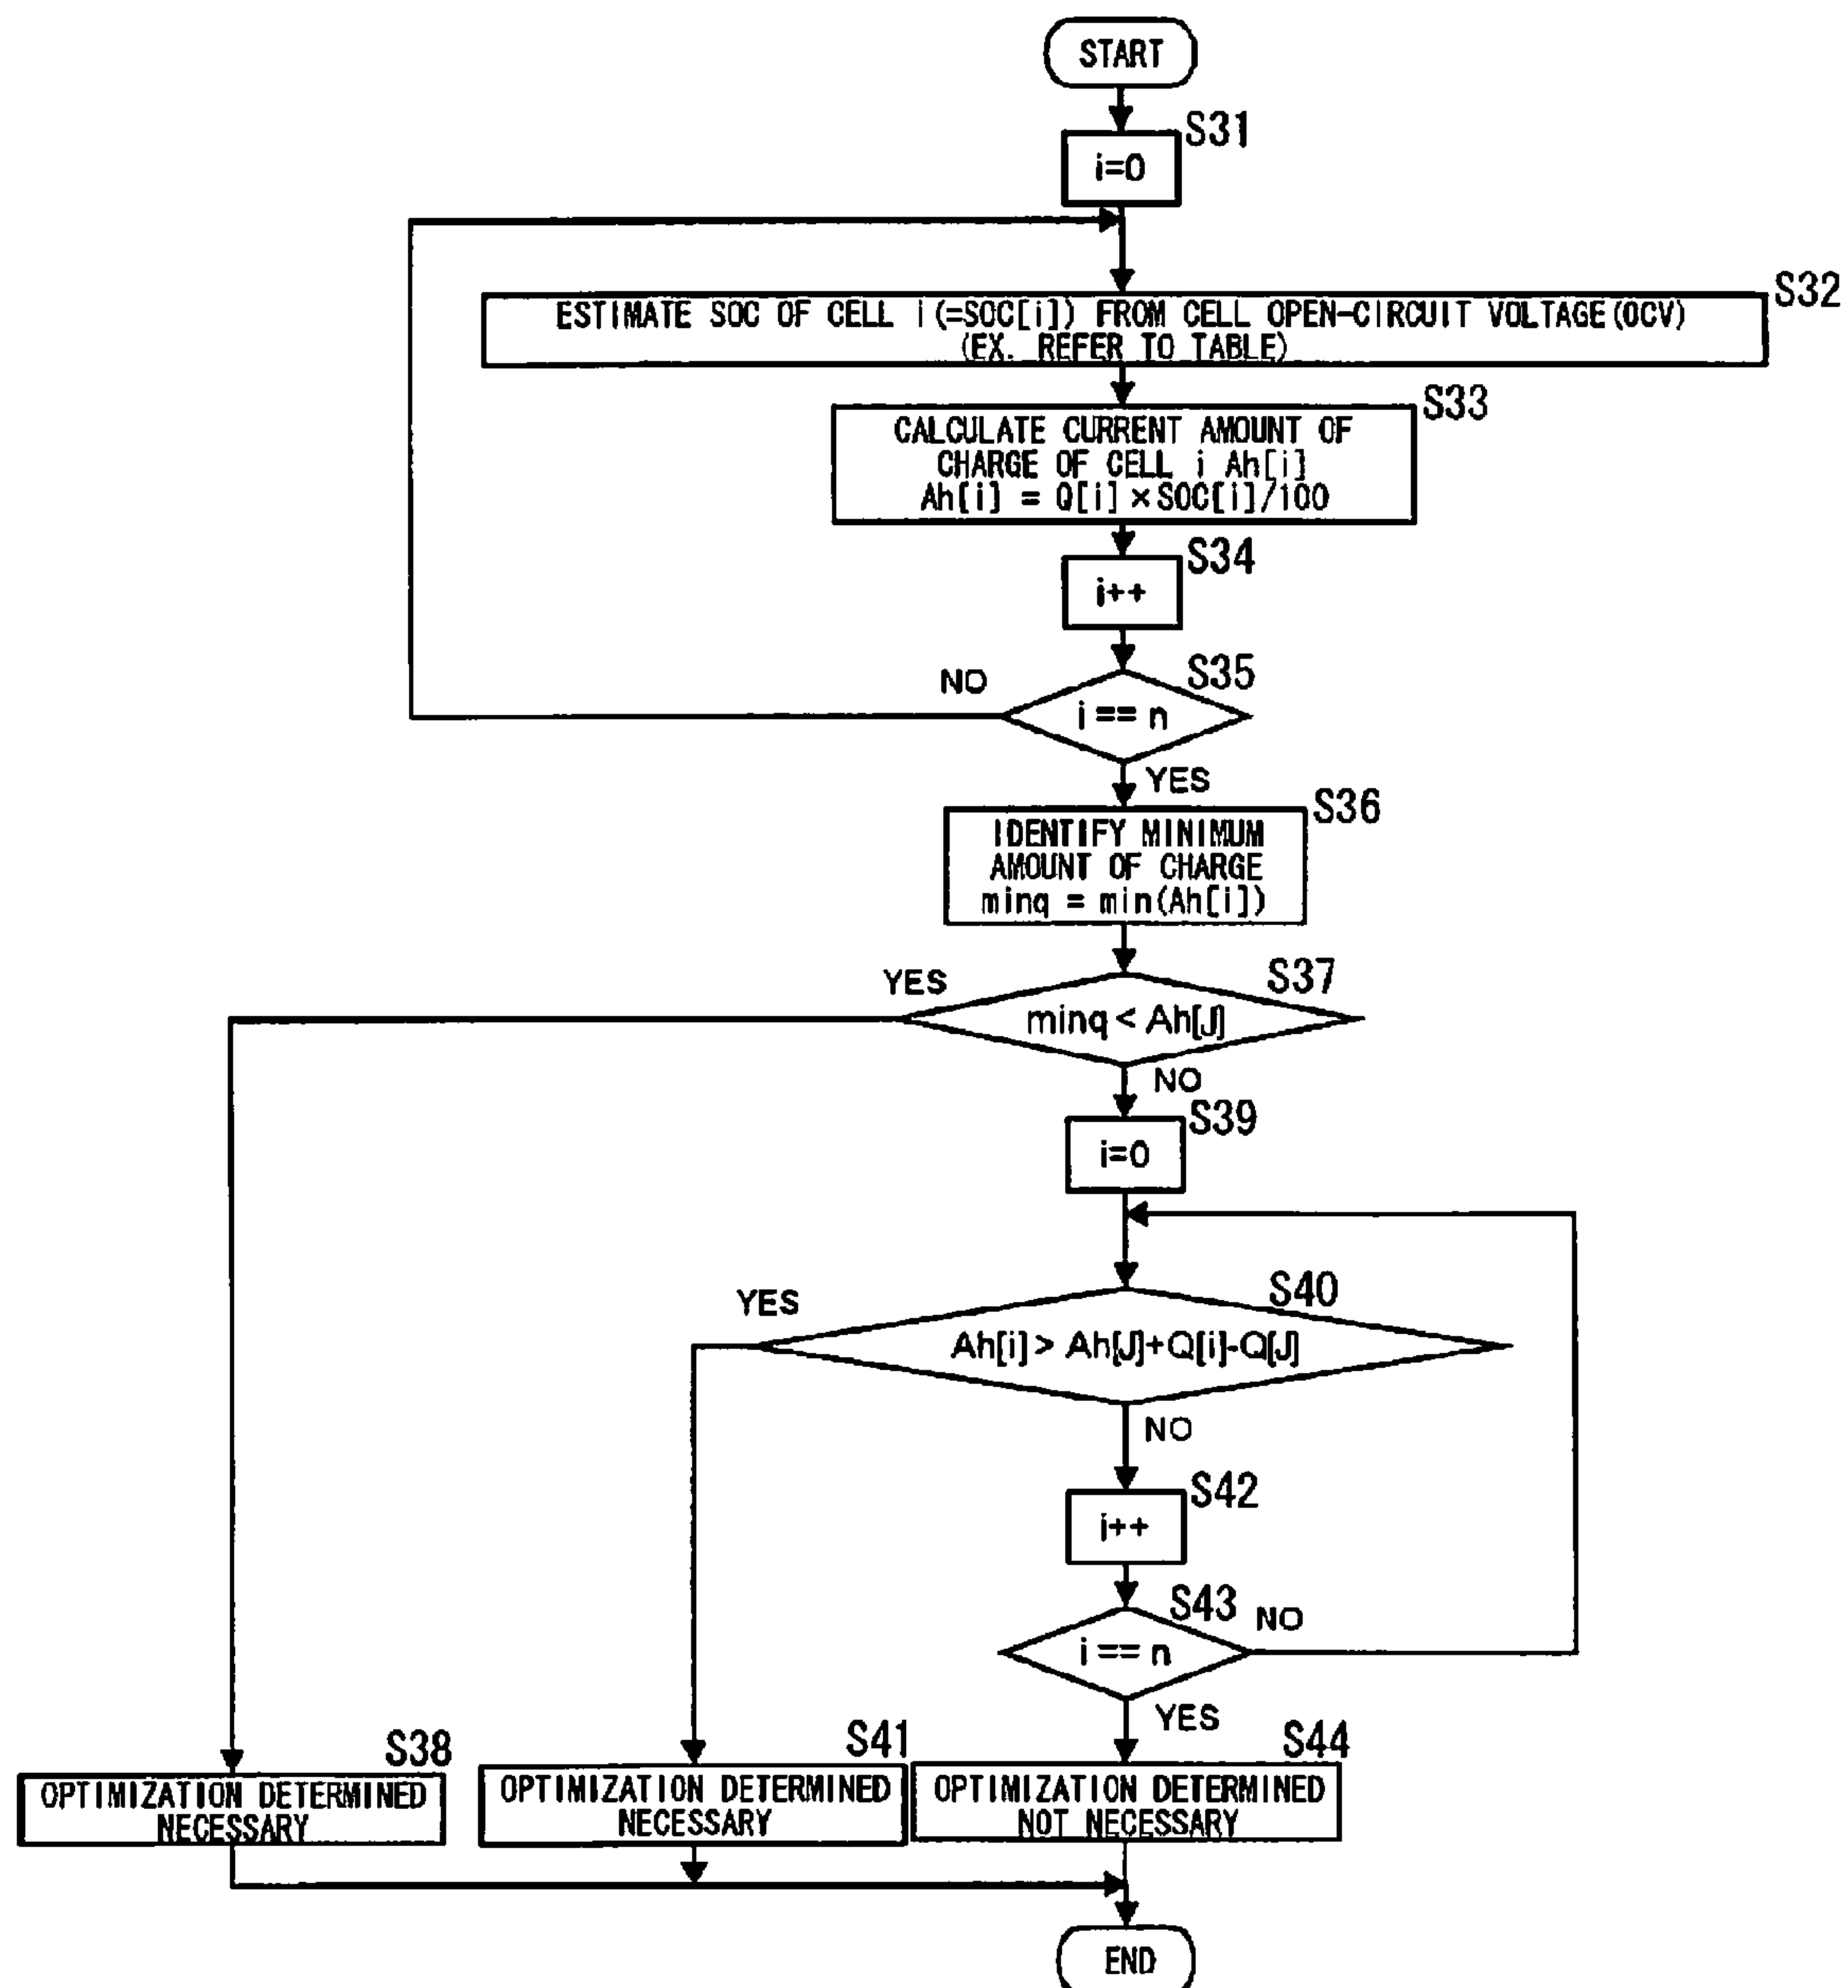 START
S31
i=0
S32
ESTIMATE SOC OF CELL i(=SOC[i]) FROM CELL OPEN-CIRCUIT VOLTAGE(OCV)
(EX. REFER TO TABLE)
S33
CALCULATE CURRENT AMOUNT OF
CHARGE OF CELL i Ah[i]
Ah[i] = Q[i]×SOC[i]/100
S34
i++
S35
NO
i == n
YES
S36
IDENTIFY MINIMUM
AMOUNT OF CHARGE
minq = min(Ah[i])
S37
YES
minq < Ah[J]
NO
S39
i=0
S40
YES
Ah[i] > Ah[J]+Q[i]-Q[J]
NO
S42
i++
S43
NO
i == n
YES
S38
OPTIMIZATION DETERMINED
NECESSARY
S41
OPTIMIZATION DETERMINED
NECESSARY
S44
OPTIMIZATION DETERMINED
NOT NECESSARY
END